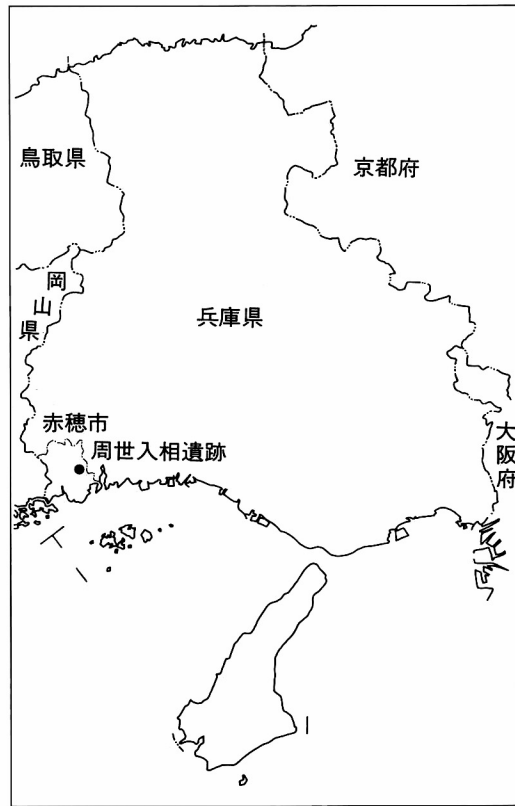 鳥取県
京都府
岡山県
兵庫県
赤穂市
周世入相遺跡
大阪府